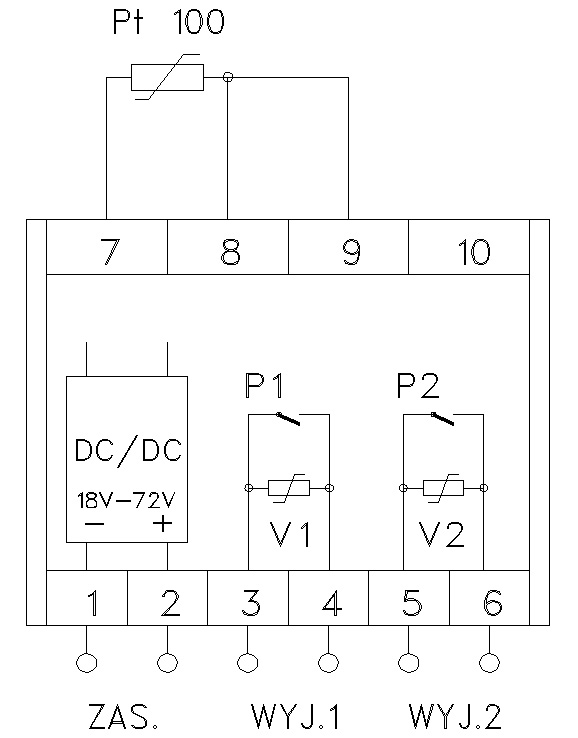 Pt 100
7 8 9 10
P1 P2
DC/DC
18V-72V
- +
V1 V2
1 2 3 4 5 6
ZAS. WYJ.1 WYJ.2